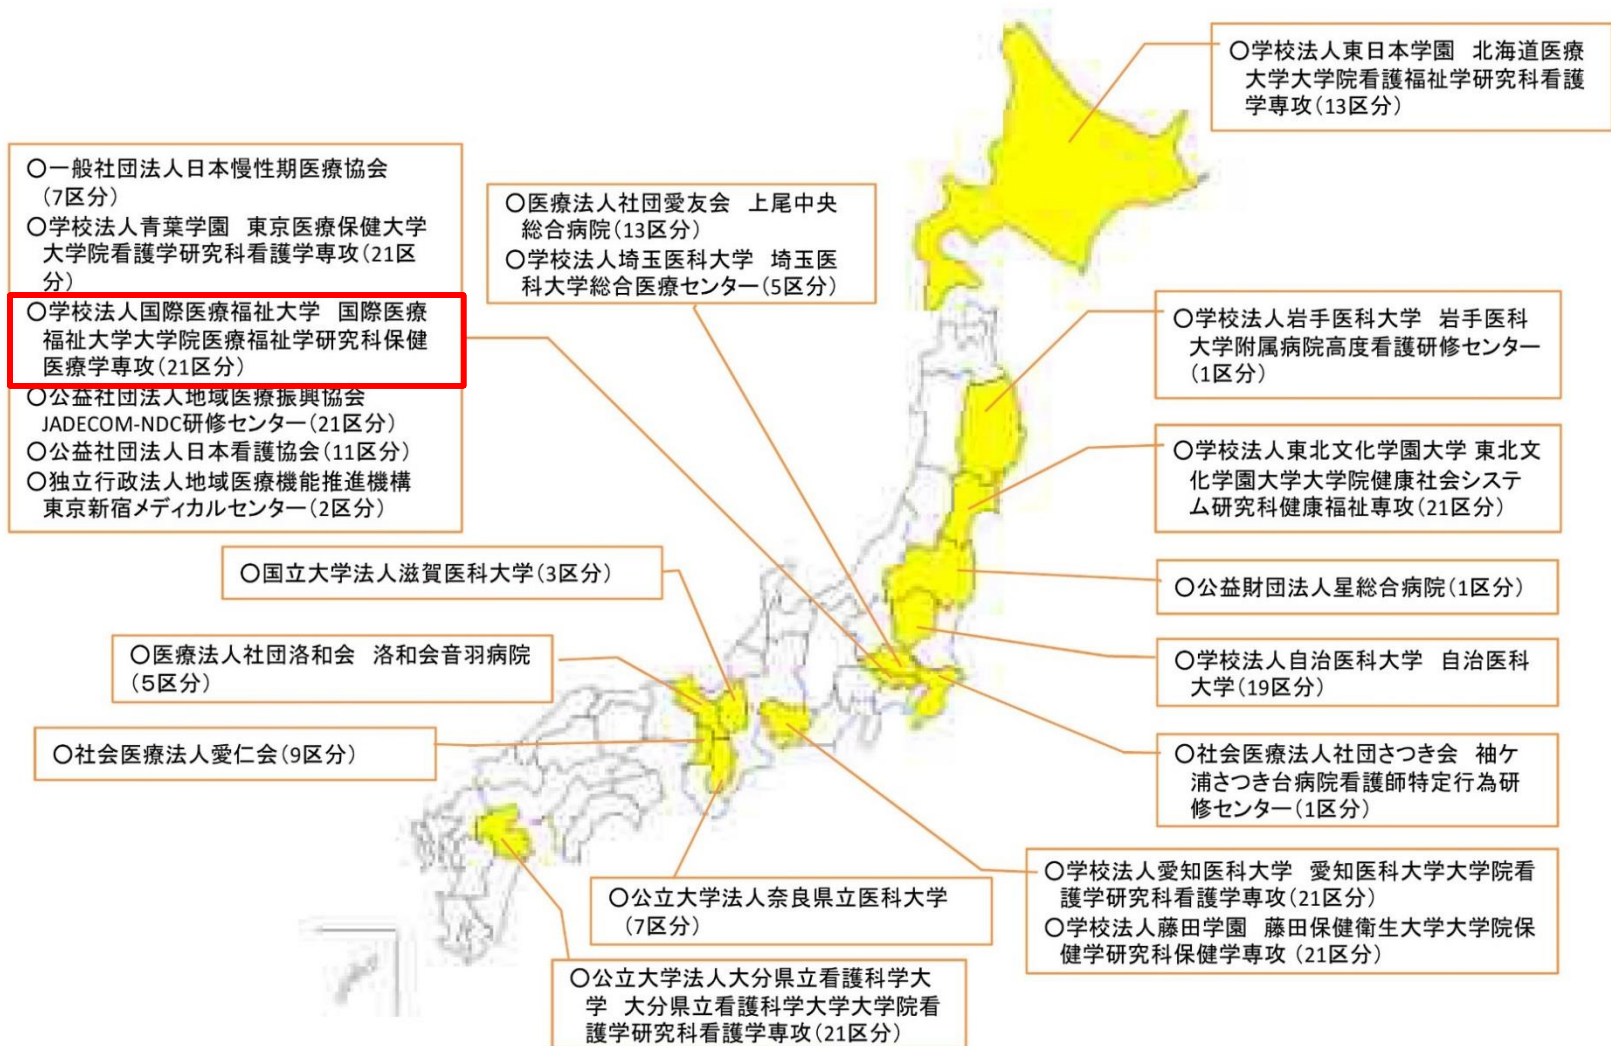 〇学校法人東日本学園 北海道医療
大学大学院看護福祉学研究科看護
学専攻(13区分)
〇一般社団法人日本慢性期医療協会
(7区分)
〇学校法人青葉学園 東京医療保健大学
大学院看護学研究科看護学専攻(21区
分)
〇学校法人国際医療福祉大学 国際医療
福祉大学大学院医療福祉学研究科保健
医療学専攻(21区分)
〇公益社団法人地域医療振興協会
JADECOM-NDC研修センター(21区分)
〇公益社団法人日本看護協会(11区分)
〇独立行政法人地域医療機能推進機構
東京新宿メディカルセンター(2区分)
〇医療法人社団愛友会 上尾中央
総合病院(13区分)
〇学校法人埼玉医科大学 埼玉医
科大学総合医療センター(5区分)
〇学校法人岩手医科大学 岩手医科
大学附属病院高度看護研修センター
(1区分)
〇学校法人東北文化学園大学 東北文
化学園大学大学院健康社会システ
ム研究科健康福祉専攻(21区分)
〇国立大学法人滋賀医科大学(3区分)
〇公益財団法人星総合病院(1区分)
〇医療法人社団洛和会 洛和会音羽病院
(5区分)
〇学校法人自治医科大学 自治医科
大学(19区分)
〇社会医療法人愛仁会(9区分)
〇社会医療法人社団さつき会 袖ケ
浦さつき台病院看護師特定行為研
修センター(1区分)
〇公立大学法人奈良県立医科大学
(7区分)
〇学校法人愛知医科大学 愛知医科大学大学院看
護学研究科看護学専攻(21区分)
〇学校法人藤田学園 藤田保健衛生大学大学院保
健学研究科保健学専攻(21区分)
〇公立大学法人大分県立看護科学大
学 大分県立看護科学大学大学院看
護学研究科看護学専攻(21区分)